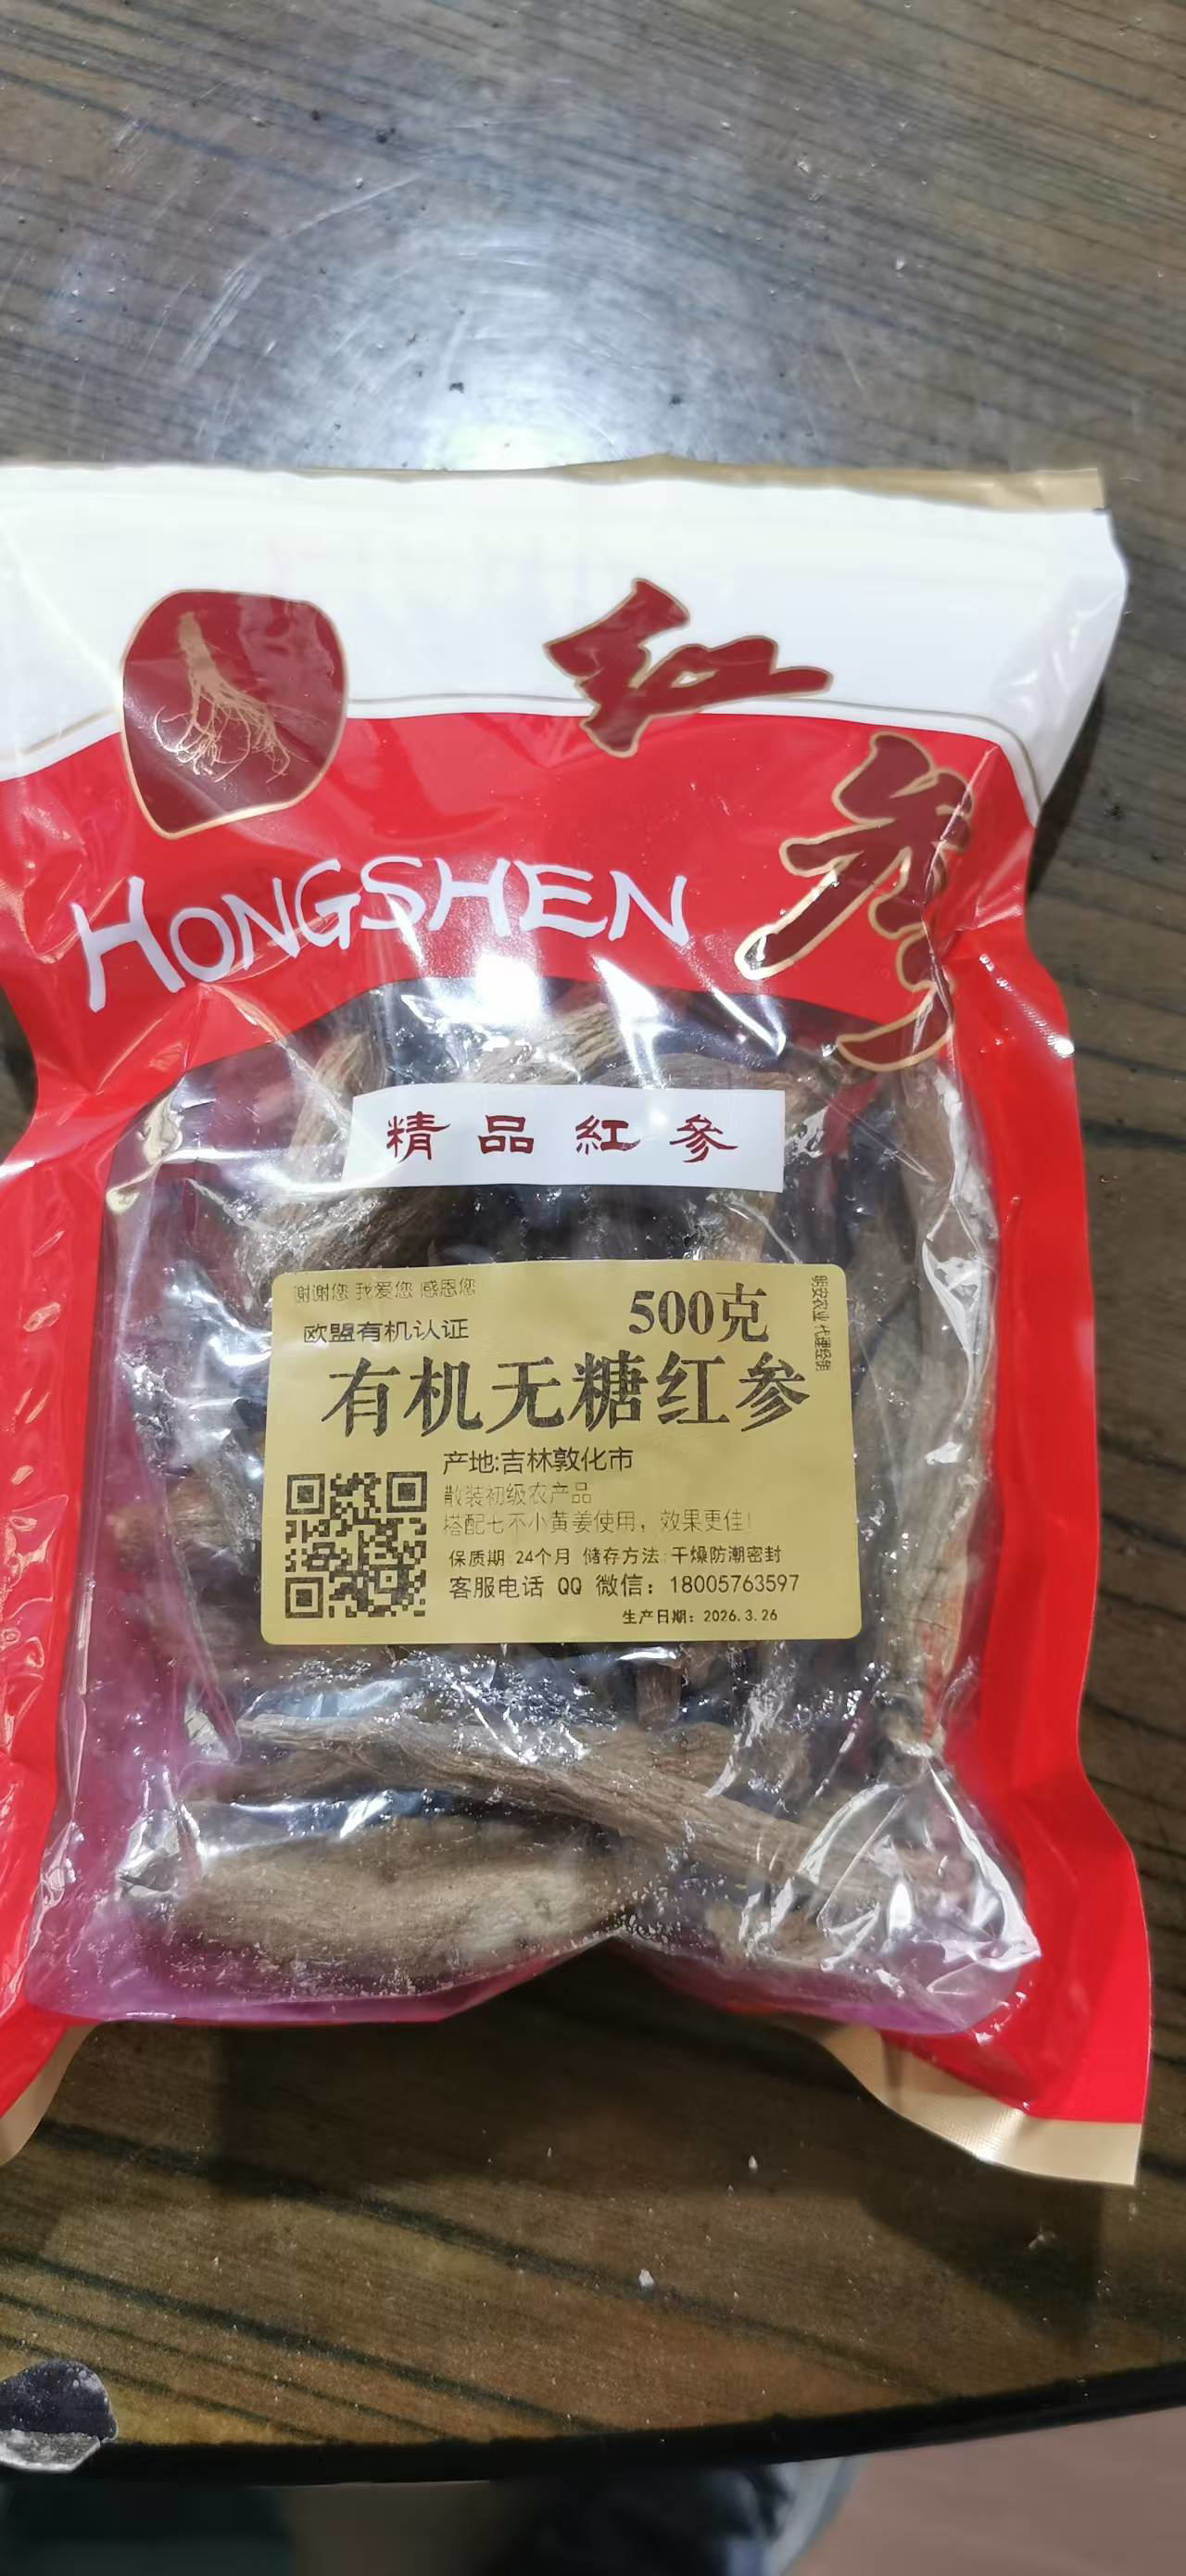 红参
HONGSHEN
精品紅參
谢谢您 我爱您 感恩您
500克
欧盟有机认证
有机无糖红参
产地:吉林敦化市
散装初级农产品
搭配七不小黄姜使用，效果更佳!
保质期 24个月 储存方法:干燥防潮密封
客服电话 QQ 微信：18005763597
生产日期：2026.3.26